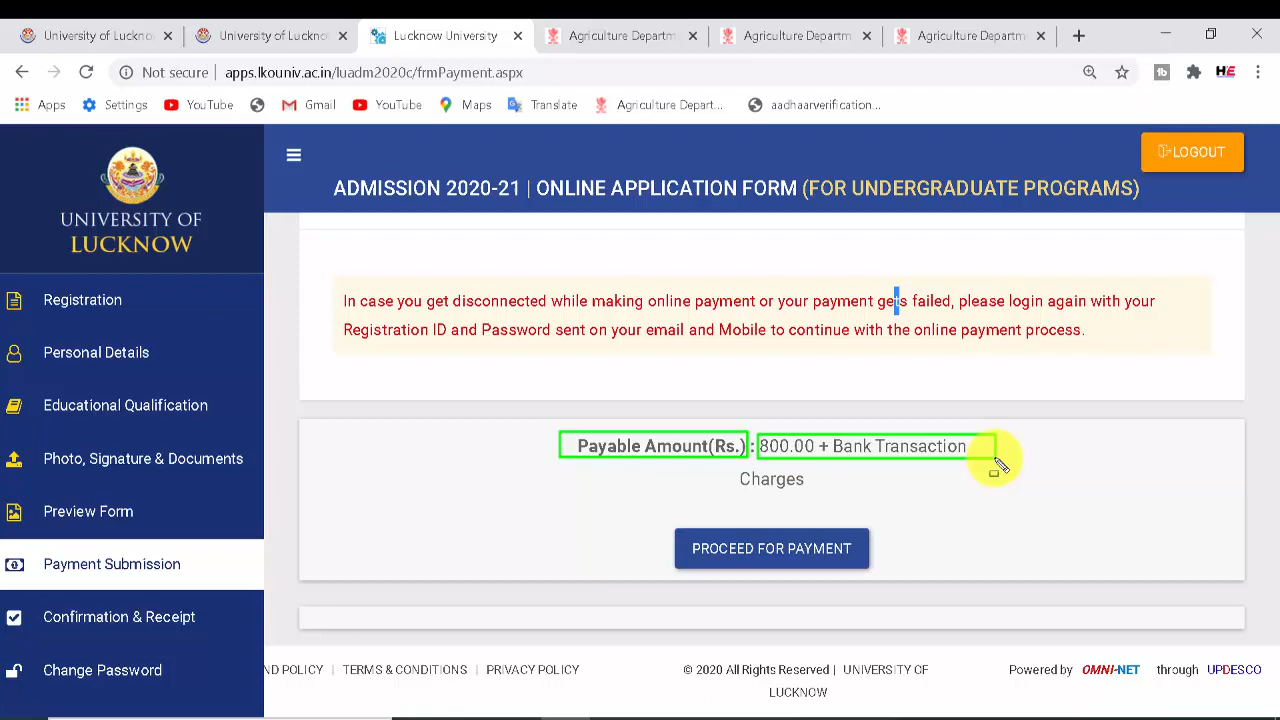 University of Luckno
University of Luckno
Lucknow University
Agriculture Departm
Agriculture Departm
Agriculture Departm
Not secure
apps.lkouniv.ac.in/luadm2020c/frmPayment.aspx
Apps
Settings
YouTube
Gmail
YouTube
Maps
Translate
Agriculture Depart...
aadhaarverification...
LOGOUT
ADMISSION 2020-21 | ONLINE APPLICATION FORM (FOR UNDERGRADUATE PROGRAMS)
UNIVERSITY OF
LUCKNOW
Registration
Personal Details
Educational Qualification
Photo, Signature & Documents
Preview Form
Payment Submission
Confirmation & Receipt
Change Password
In case you get disconnected while making online payment or your payment gets failed, please login again with your
Registration ID and Password sent on your email and Mobile to continue with the online payment process.
Payable Amount(Rs.) : 800.00 + Bank Transaction
Charges
PROCEED FOR PAYMENT
ND POLICY | TERMS & CONDITIONS | PRIVACY POLICY
© 2020 All Rights Reserved | UNIVERSITY OF
LUCKNOW
Powered by OMNI-NET through UPDESCO